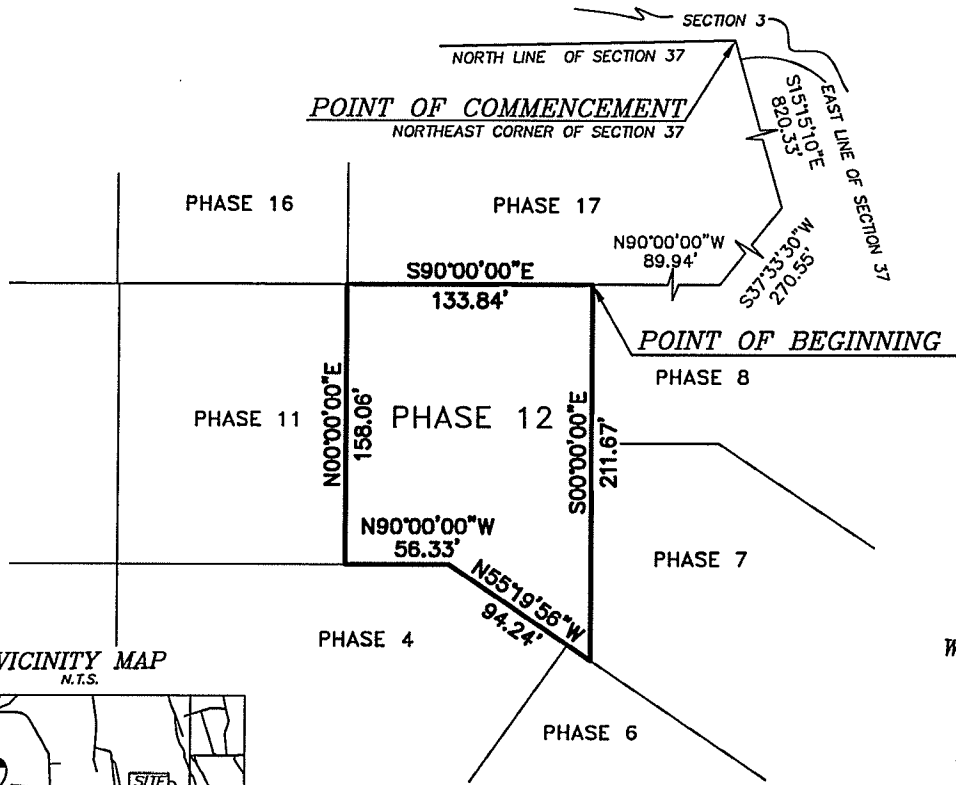 SECTION 3
NORTH LINE OF SECTION 37
POINT OF COMMENCEMENT
NORTHEAST CORNER OF SECTION 37
S15°15'10"E
820.33'
EAST LINE OF SECTION 37
PHASE 16
PHASE 17
N90°00'00"W
89.94'
S37°33'30"W
270.55'
S90°00'00"E
133.84'
POINT OF BEGINNING
PHASE 8
N00°00'00"E
158.06'
PHASE 11
PHASE 12
S00°00'00"E
211.67'
N90°00'00"W
56.33'
N55°19'56"W
94.24'
PHASE 7
PHASE 4
VICINITY MAP
N.T.S.
W
PHASE 6
SITE